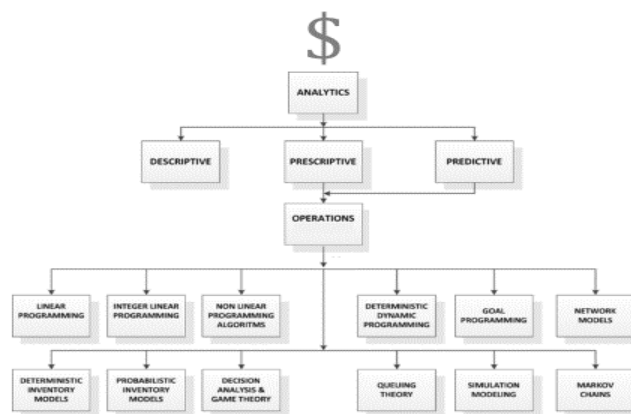 $
ANALYTICS
DESCRIPTIVE
PRESCRIPTIVE
PREDICTIVE
OPERATIONS
LINEAR
PROGRAMMING
INTEGER LINEAR
PROGRAMMING
NON LINEAR
PROGRAMMING
ALGORITMS
DETERMINISTIC
DYNAMIC
PROGRAMMING
GOAL
PROGRAMMING
NETWORK
MODELS
DETERMINISTIC
INVENTORY
MODELS
PROBABILISTIC
INVENTORY
MODELS
DECISION
ANALYSIS &
GAME THEORY
QUEUING
THEORY
SIMULATION
MODELING
MARKOV
CHAINS